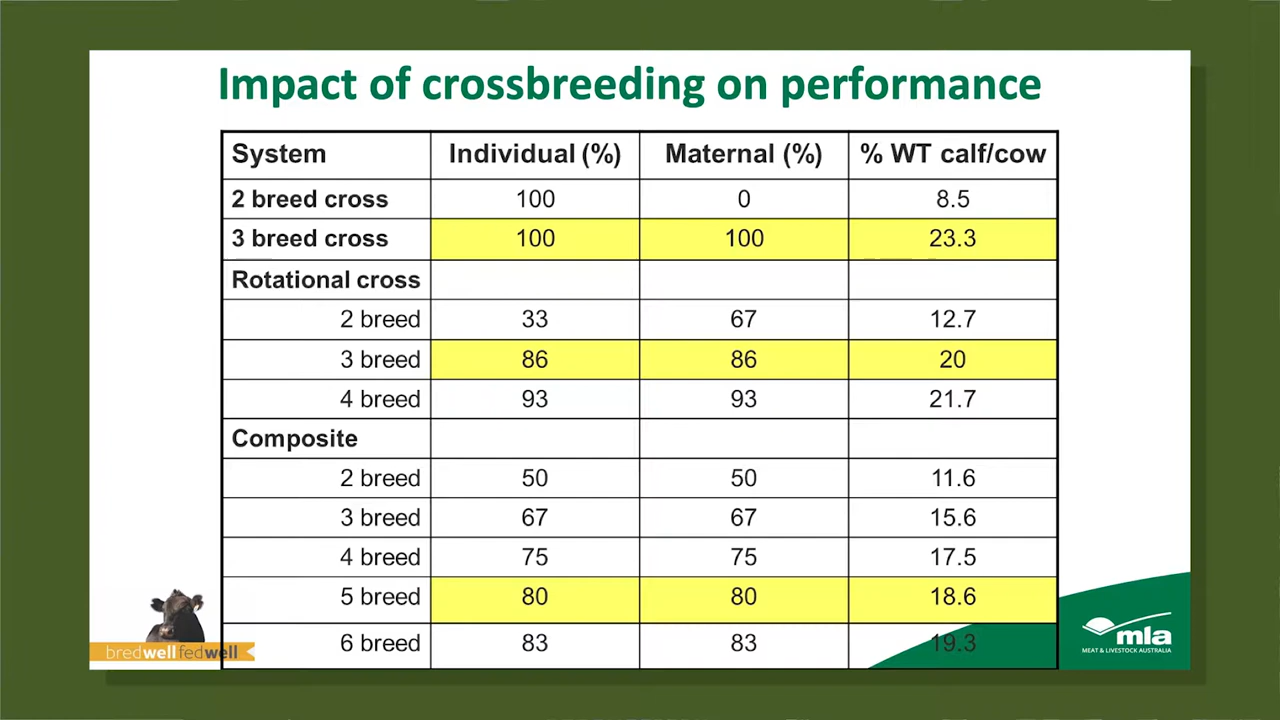 Impact of crossbreeding on performance
System Individual (%) Maternal (%) % WT calf/cow
2 breed cross 100 0 8.5
3 breed cross 100 100 23.3
Rotational cross
2 breed 33 67 12.7
3 breed 86 86 20
4 breed 93 93 21.7
Composite
2 breed 50 50 11.6
3 breed 67 67 15.6
4 breed 75 75 17.5
5 breed 80 80 18.6
6 breed 83 83 19.3
bredwellfedwell
mla
MEAT & LIVESTOCK AUSTRALIA